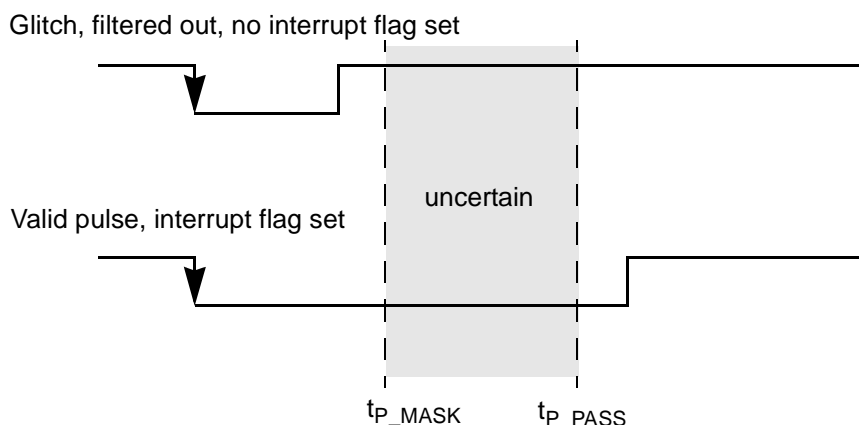 Glitch, filtered out, no interrupt flag set
uncertain
Valid pulse, interrupt flag set
tP_MASK tP_PASS